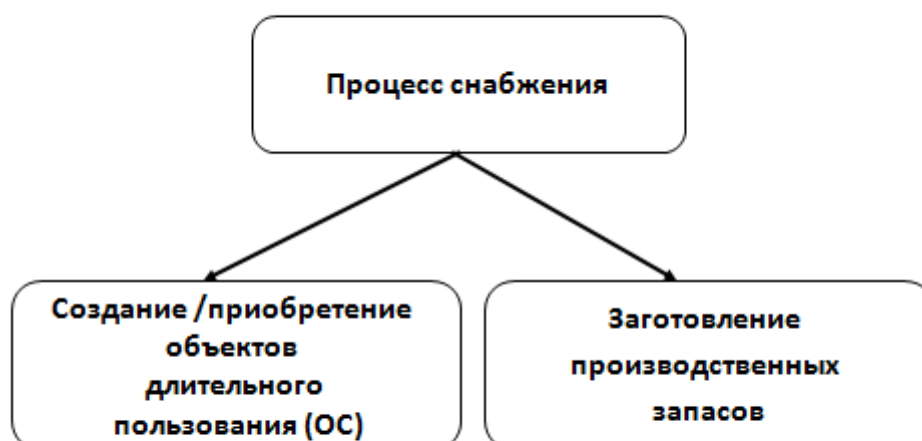 Процесс снабжения
Создание /приобретение
объектов
длительного
пользования (ОС)
Заготовление
производственных
запасов